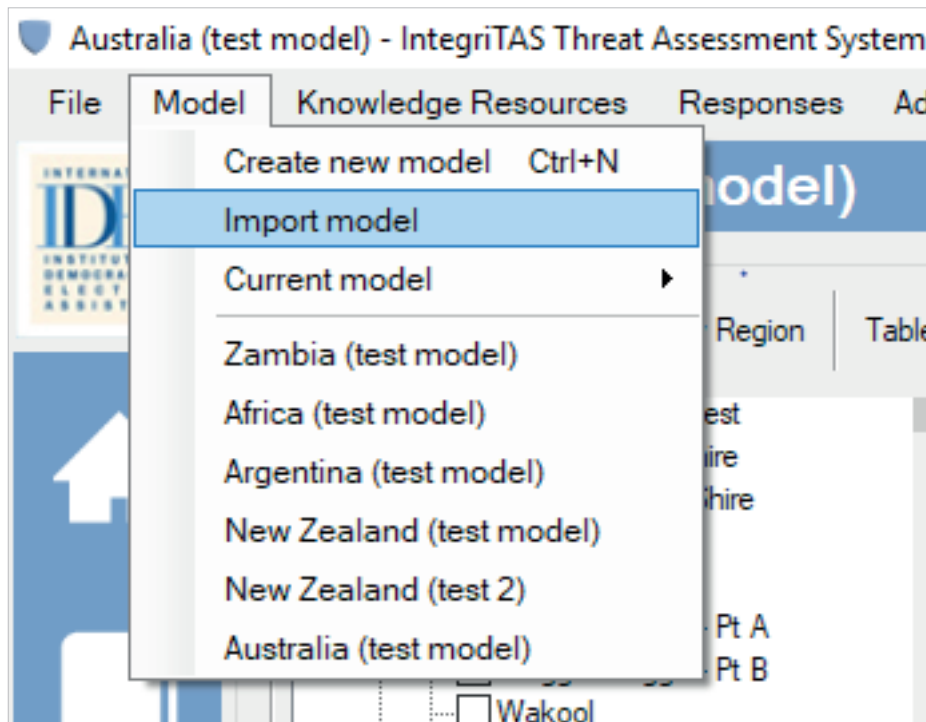 Australia (test model) - IntegriTAS Threat Assessment System
File Model Knowledge Resources Responses
Create new model Ctrl+N
Import model
Current model
Region
Zambia (test model)
Africa (test model)
Argentina (test model)
New Zealand (test model)
New Zealand (test 2)
Australia (test model)
Pt A
Pt B
Wakool